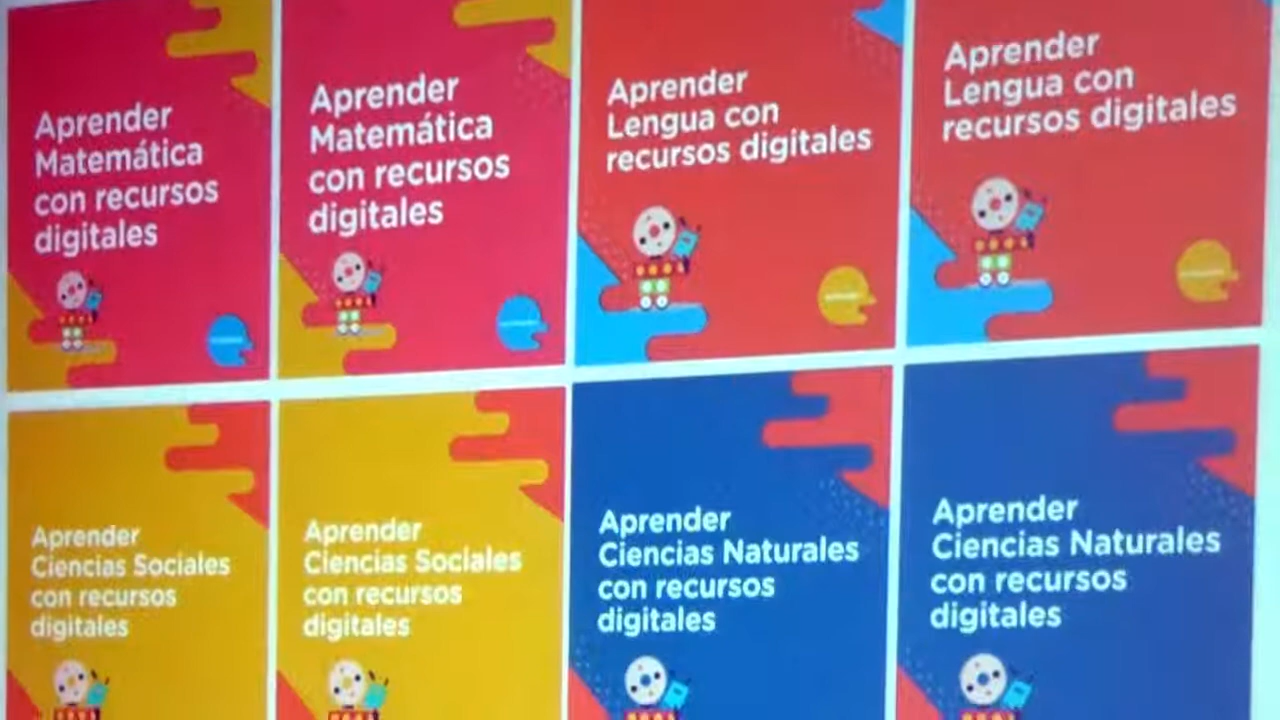 Aprender
Matemática
con recursos
digitales
Aprender
Matemática
con recursos
digitales
Aprender
Lengua con
recursos digitales
Aprender
Lengua con
recursos digitales
Aprender
Ciencias Sociales
con recursos
digitales
Aprender
Ciencias Sociales
con recursos
digitales
Aprender
Ciencias Naturales
con recursos
digitales
Aprender
Ciencias Naturales
con recursos
digitales